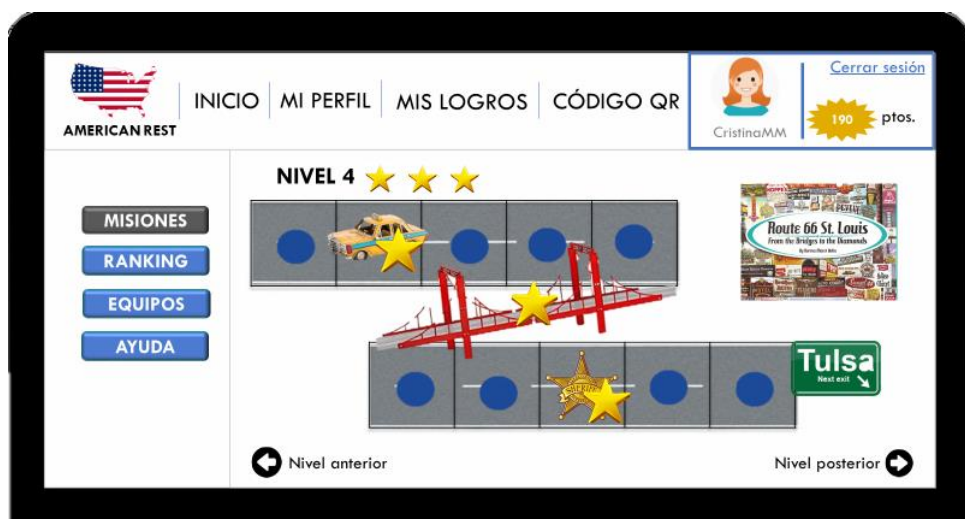 AMERICAN REST
INICIO
MI PERFIL
MIS LOGROS
CÓDIGO QR
CristinaMM
Cerrar sesión
190 ptos.
MISIONES
RANKING
EQUIPOS
AYUDA
NIVEL 4
Route 66 St. Louis
From the Bridges to the Diamonds
SHERIFF
Tulsa
Next exit
Nivel anterior
Nivel posterior